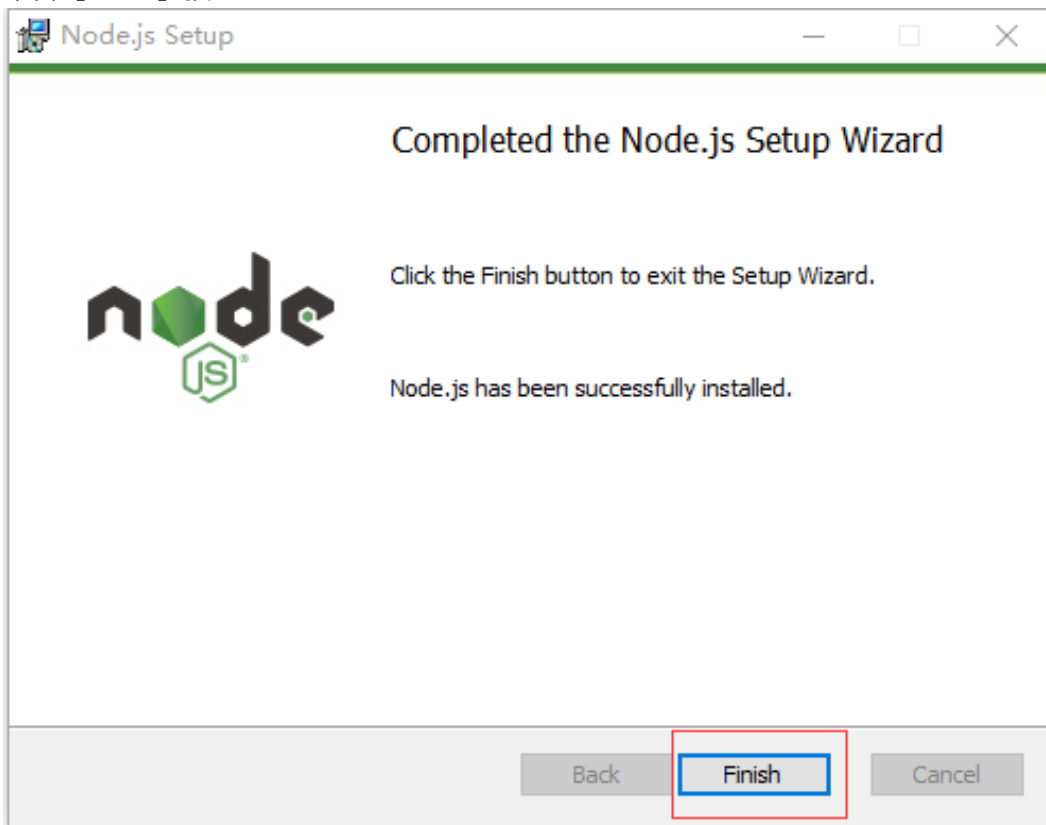 Node.js Setup
Completed the Node.js Setup Wizard
Click the Finish button to exit the Setup Wizard.
node
JS®
Node.js has been successfully installed.
Back
Finish
Cancel